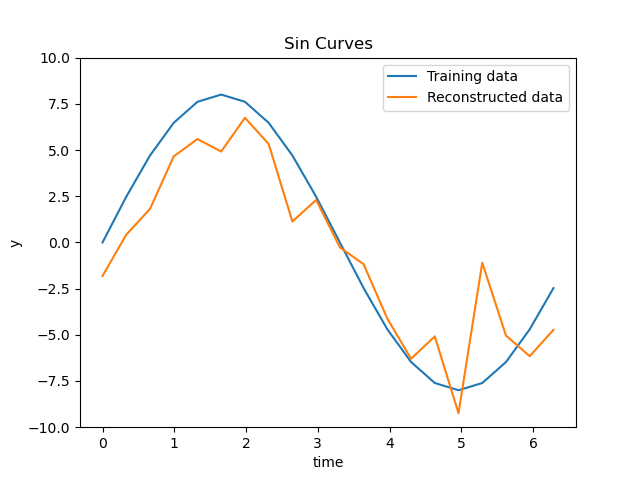 Sin Curves
Training data
Reconstructed data
10.0
7.5
5.0
2.5
0.0
−2.5
−5.0
−7.5
−10.0
y
0 1 2 3 4 5 6
time